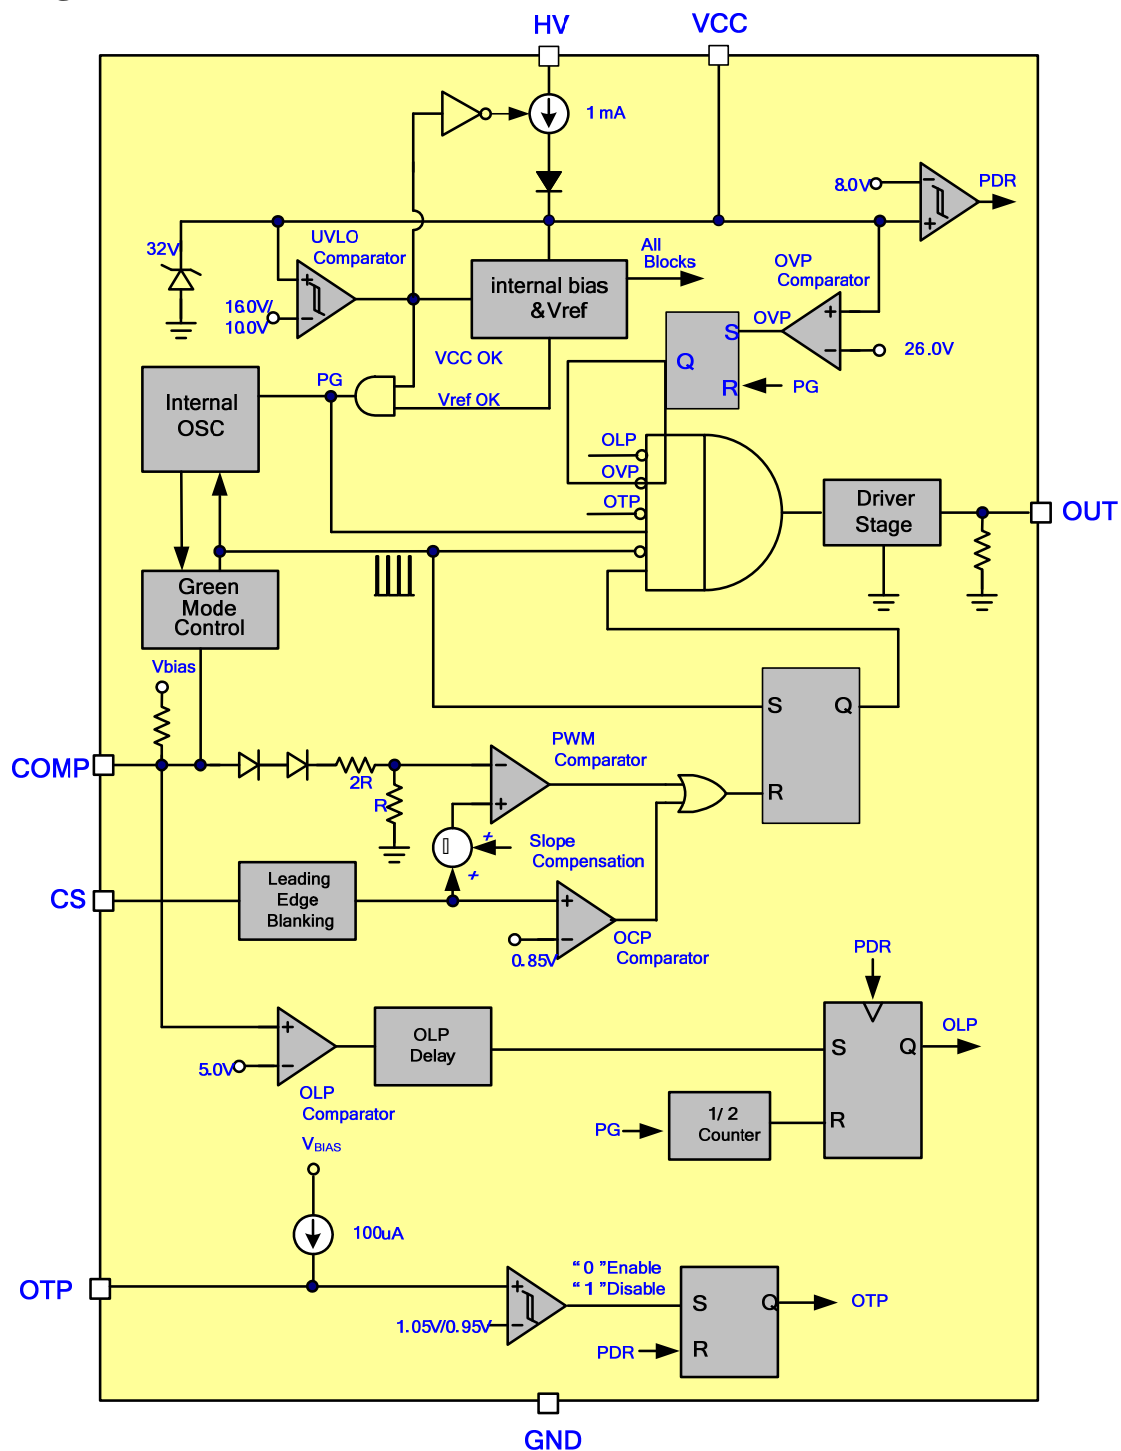 HV
VCC
1mA
8.0V
PDR
32V
UVLO
Comparator
16.0V/
10.0V
internal bias
&Vref
All
Blocks
OVP
Comparator
OVP
S
Q
R
PG
26.0V
VCC OK
Vref OK
PG
Internal
OSC
OLP
OVP
OTP
Driver
Stage
OUT
Green
Mode
Control
Vbias
COMP
2R
R
PWM
Comparator
S
Q
R
Slope
Compensation
CS
Leading
Edge
Blanking
0.85V
OCP
Comparator
PDR
5.0V
OLP
Comparator
OLP
Delay
S
Q
R
OLP
PG
1/2
Counter
VBIAS
100uA
OTP
1.05V/0.95V
“0”Enable
“1”Disable
S
Q
R
OTP
PDR
GND